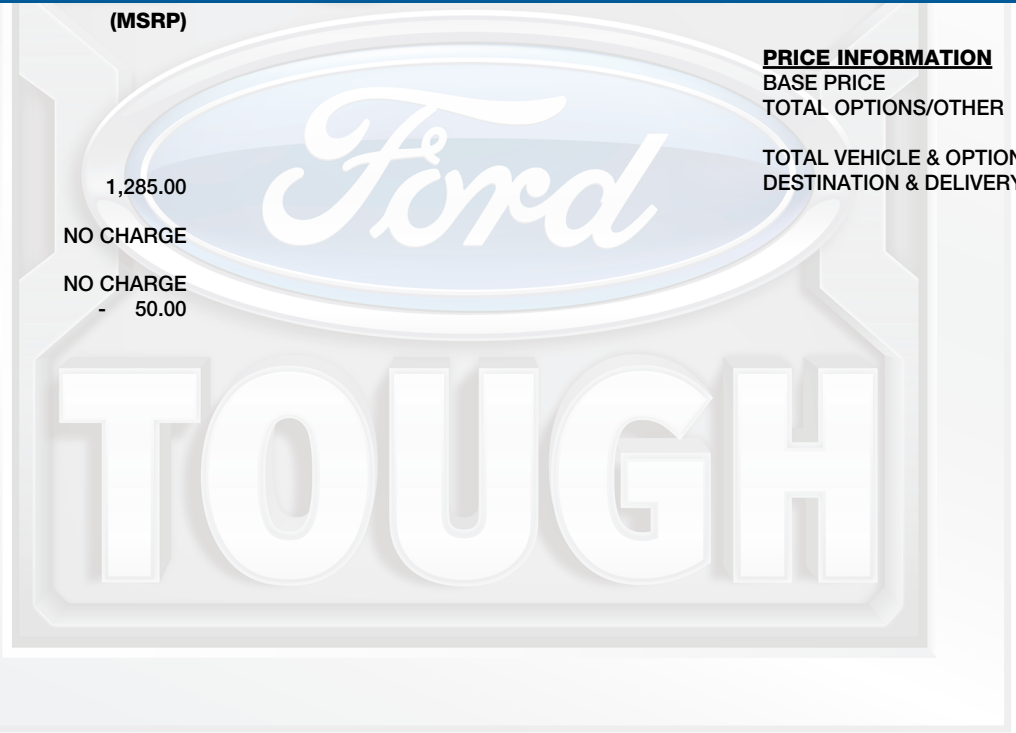 (MSRP)
1,285.00
NO CHARGE
NO CHARGE
- 50.00
PRICE INFORMATION
BASE PRICE
TOTAL OPTIONS/OTHER
TOTAL VEHICLE & OPTION
DESTINATION & DELIVERY
Ford
TOUGH